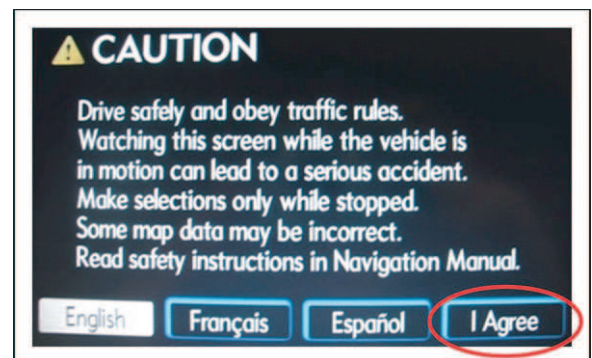 CAUTION
Drive safely and obey traffic rules.
Watching this screen while the vehicle is
in motion can lead to a serious accident.
Make selections only while stopped.
Some map data may be incorrect.
Read safety instructions in Navigation Manual.
English Français Español I Agree